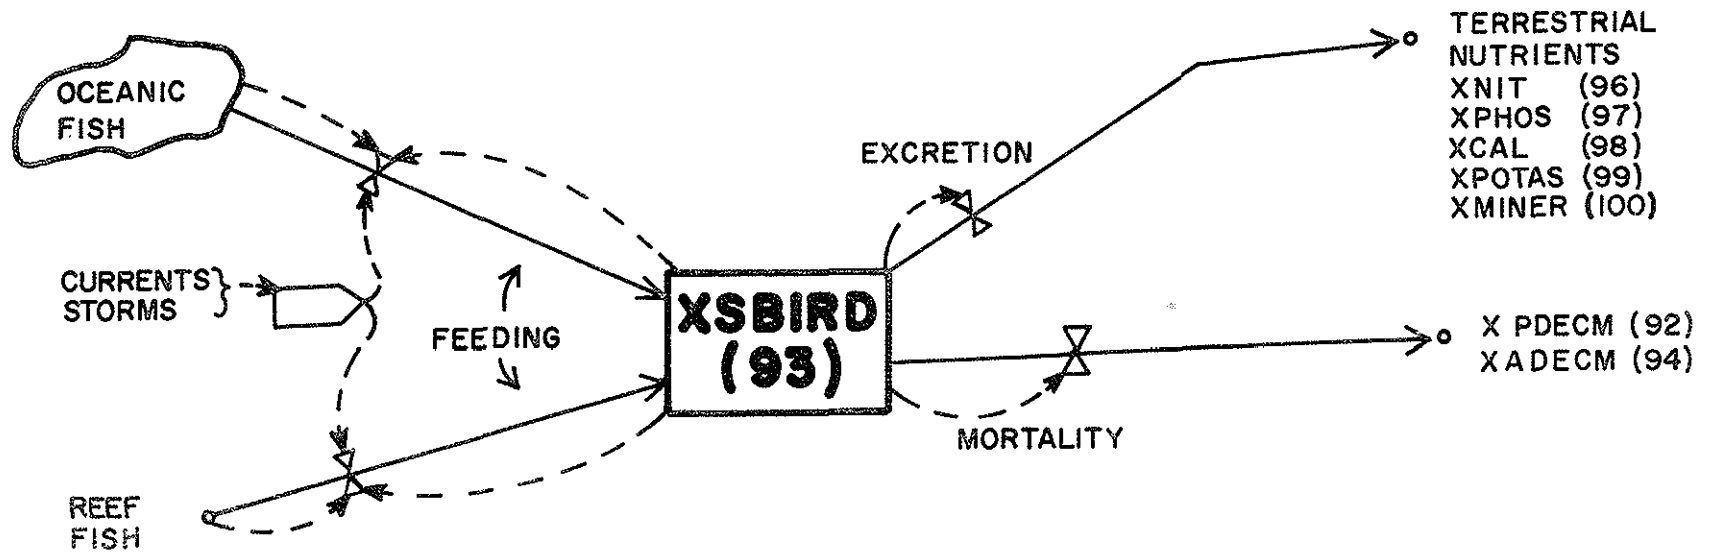 OCEANIC
FISH
TERRESTRIAL
NUTRIENTS
XNIT (96)
XPHOS (97)
XCAL (98)
XPOTAS (99)
XMINER (100)
EXCRETION
CURRENTS
STORMS
FEEDING
XSBIRD
(93)
X PDECM (92)
XADECM (94)
MORTALITY
REEF
FISH